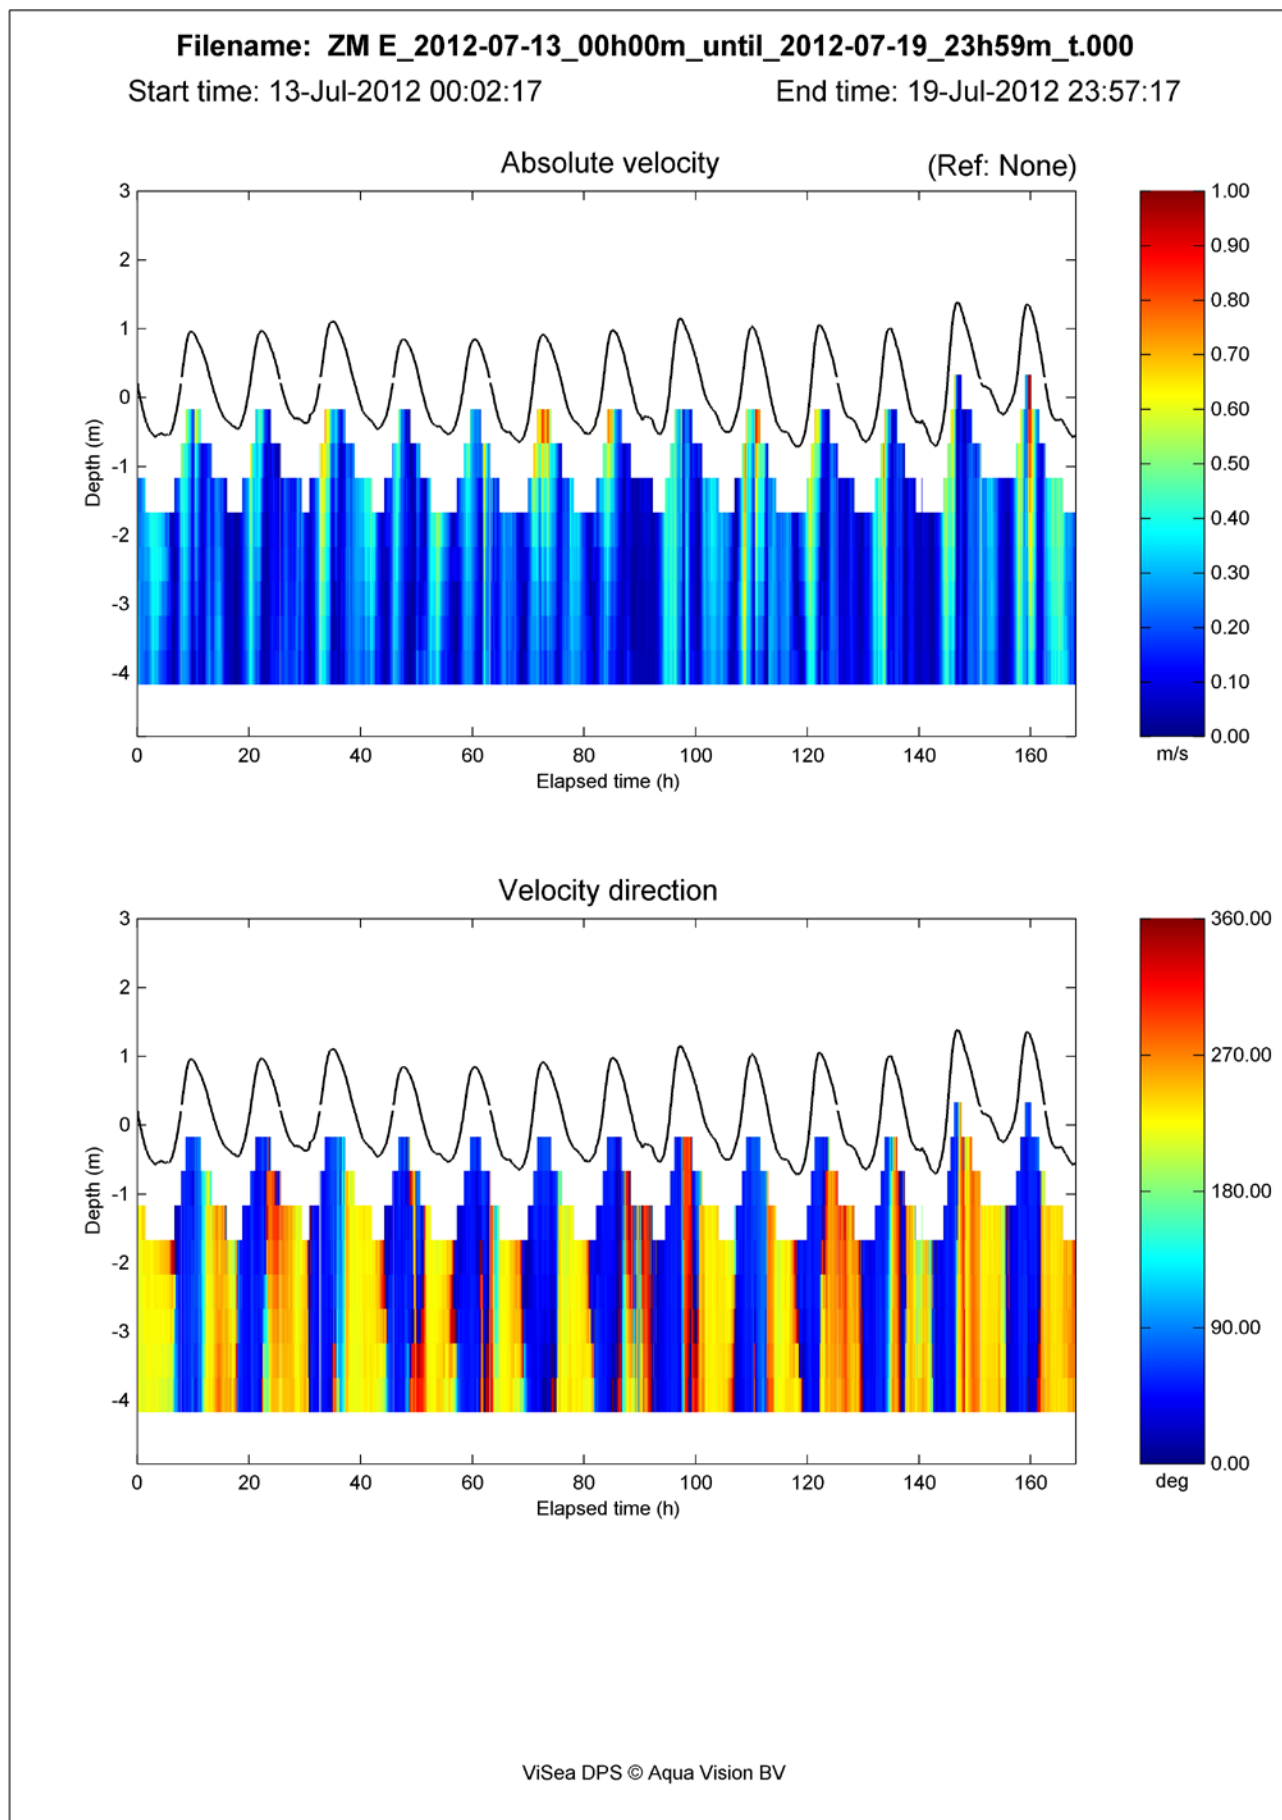 Filename: ZM E_2012-07-13_00h00m_until_2012-07-19_23h59m_t.000
Start time: 13-Jul-2012 00:02:17 End time: 19-Jul-2012 23:57:17
Absolute velocity (Ref: None)
3
2
1
0
-1
-2
-3
-4
Depth (m)
0 20 40 60 80 100 120 140 160
Elapsed time (h)
1.00
0.90
0.80
0.70
0.60
0.50
0.40
0.30
0.20
0.10
0.00
m/s
Velocity direction
3
2
1
0
-1
-2
-3
-4
Depth (m)
0 20 40 60 80 100 120 140 160
Elapsed time (h)
360.00
270.00
180.00
90.00
0.00
deg
ViSea DPS © Aqua Vision BV